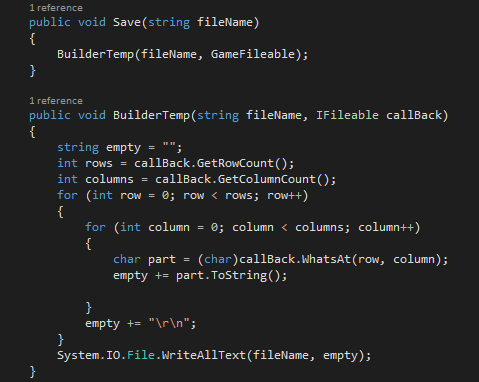 1 reference
public void Save(string fileName)
{
    BuilderTemp(fileName, GameFileable);
}
1 reference
public void BuilderTemp(string fileName, IFileable callBack)
{
    string empty = "";
    int rows = callBack.GetRowCount();
    int columns = callBack.GetColumnCount();
    for (int row = 0; row < rows; row++)
    {
        for (int column = 0; column < columns; column++)
        {
            char part = (char)callBack.WhatsAt(row, column);
            empty += part.ToString();
        }
        empty += "\r\n";
    }
    System.IO.File.WriteAllText(fileName, empty);
}